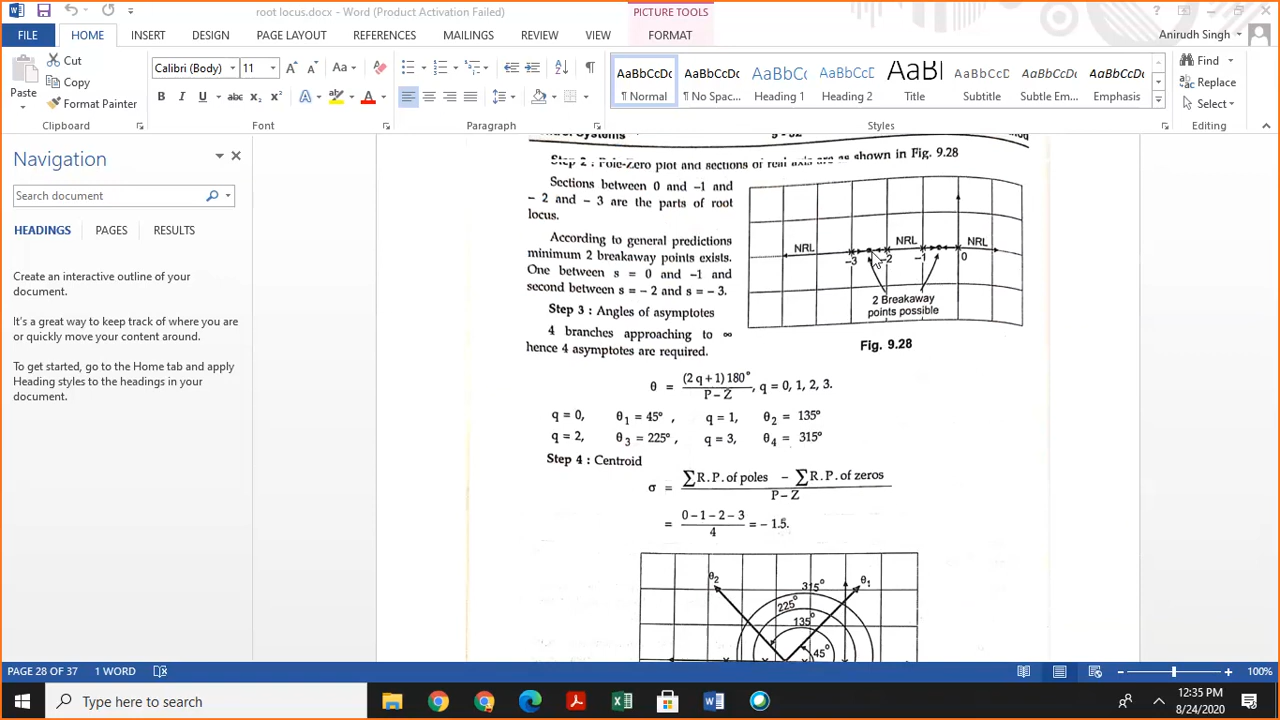 root locus.docx - Word (Product Activation Failed)
PICTURE TOOLS
FILE HOME INSERT DESIGN PAGE LAYOUT REFERENCES MAILINGS REVIEW VIEW FORMAT
Anirudh Singh
Cut
Copy
Format Painter
Paste
Clipboard
Calibri (Body) 11
Font
Paragraph
AaBbCcDc AaBbCcDc AaBbCc AaBbCcC AaBl AaBbCcC AaBbCcDc AaBbCcDc
¶ Normal ¶ No Spac... Heading 1 Heading 2 Title Subtitle Subtle Em... Emphasis
Styles
Find
Replace
Select
Editing
Navigation
Search document
HEADINGS PAGES RESULTS
Create an interactive outline of your
document.
It's a great way to keep track of where you are
or quickly move your content around.
To get started, go to the Home tab and apply
Heading styles to the headings in your
document.
Systems
Step 2 : Pole-Zero plot and sections of real axis are as shown in Fig. 9.28
Sections between 0 and –1 and
– 2 and – 3 are the parts of root
locus.
According to general predictions
minimum 2 breakaway points exists.
One between s = 0 and –1 and
second between s = – 2 and s = – 3.
Step 3 : Angles of asymptotes
4 branches approaching to ∞
hence 4 asymptotes are required.
NRL NRL NRL
–3 –2 –1 0
2 Breakaway
points possible
Fig. 9.28
θ = (2 q + 1) 180° / P – Z , q = 0, 1, 2, 3.
q = 0, θ1 = 45° , q = 1, θ2 = 135°
q = 2, θ3 = 225° , q = 3, θ4 = 315°
Step 4 : Centroid
σ = ∑ R. P. of poles – ∑ R. P. of zeros / P – Z
= 0 – 1 – 2 – 3 / 4 = – 1.5.
θ2 θ1
315°
225°
135°
45°
PAGE 28 OF 37 1 WORD
100%
Type here to search
12:35 PM
8/24/2020